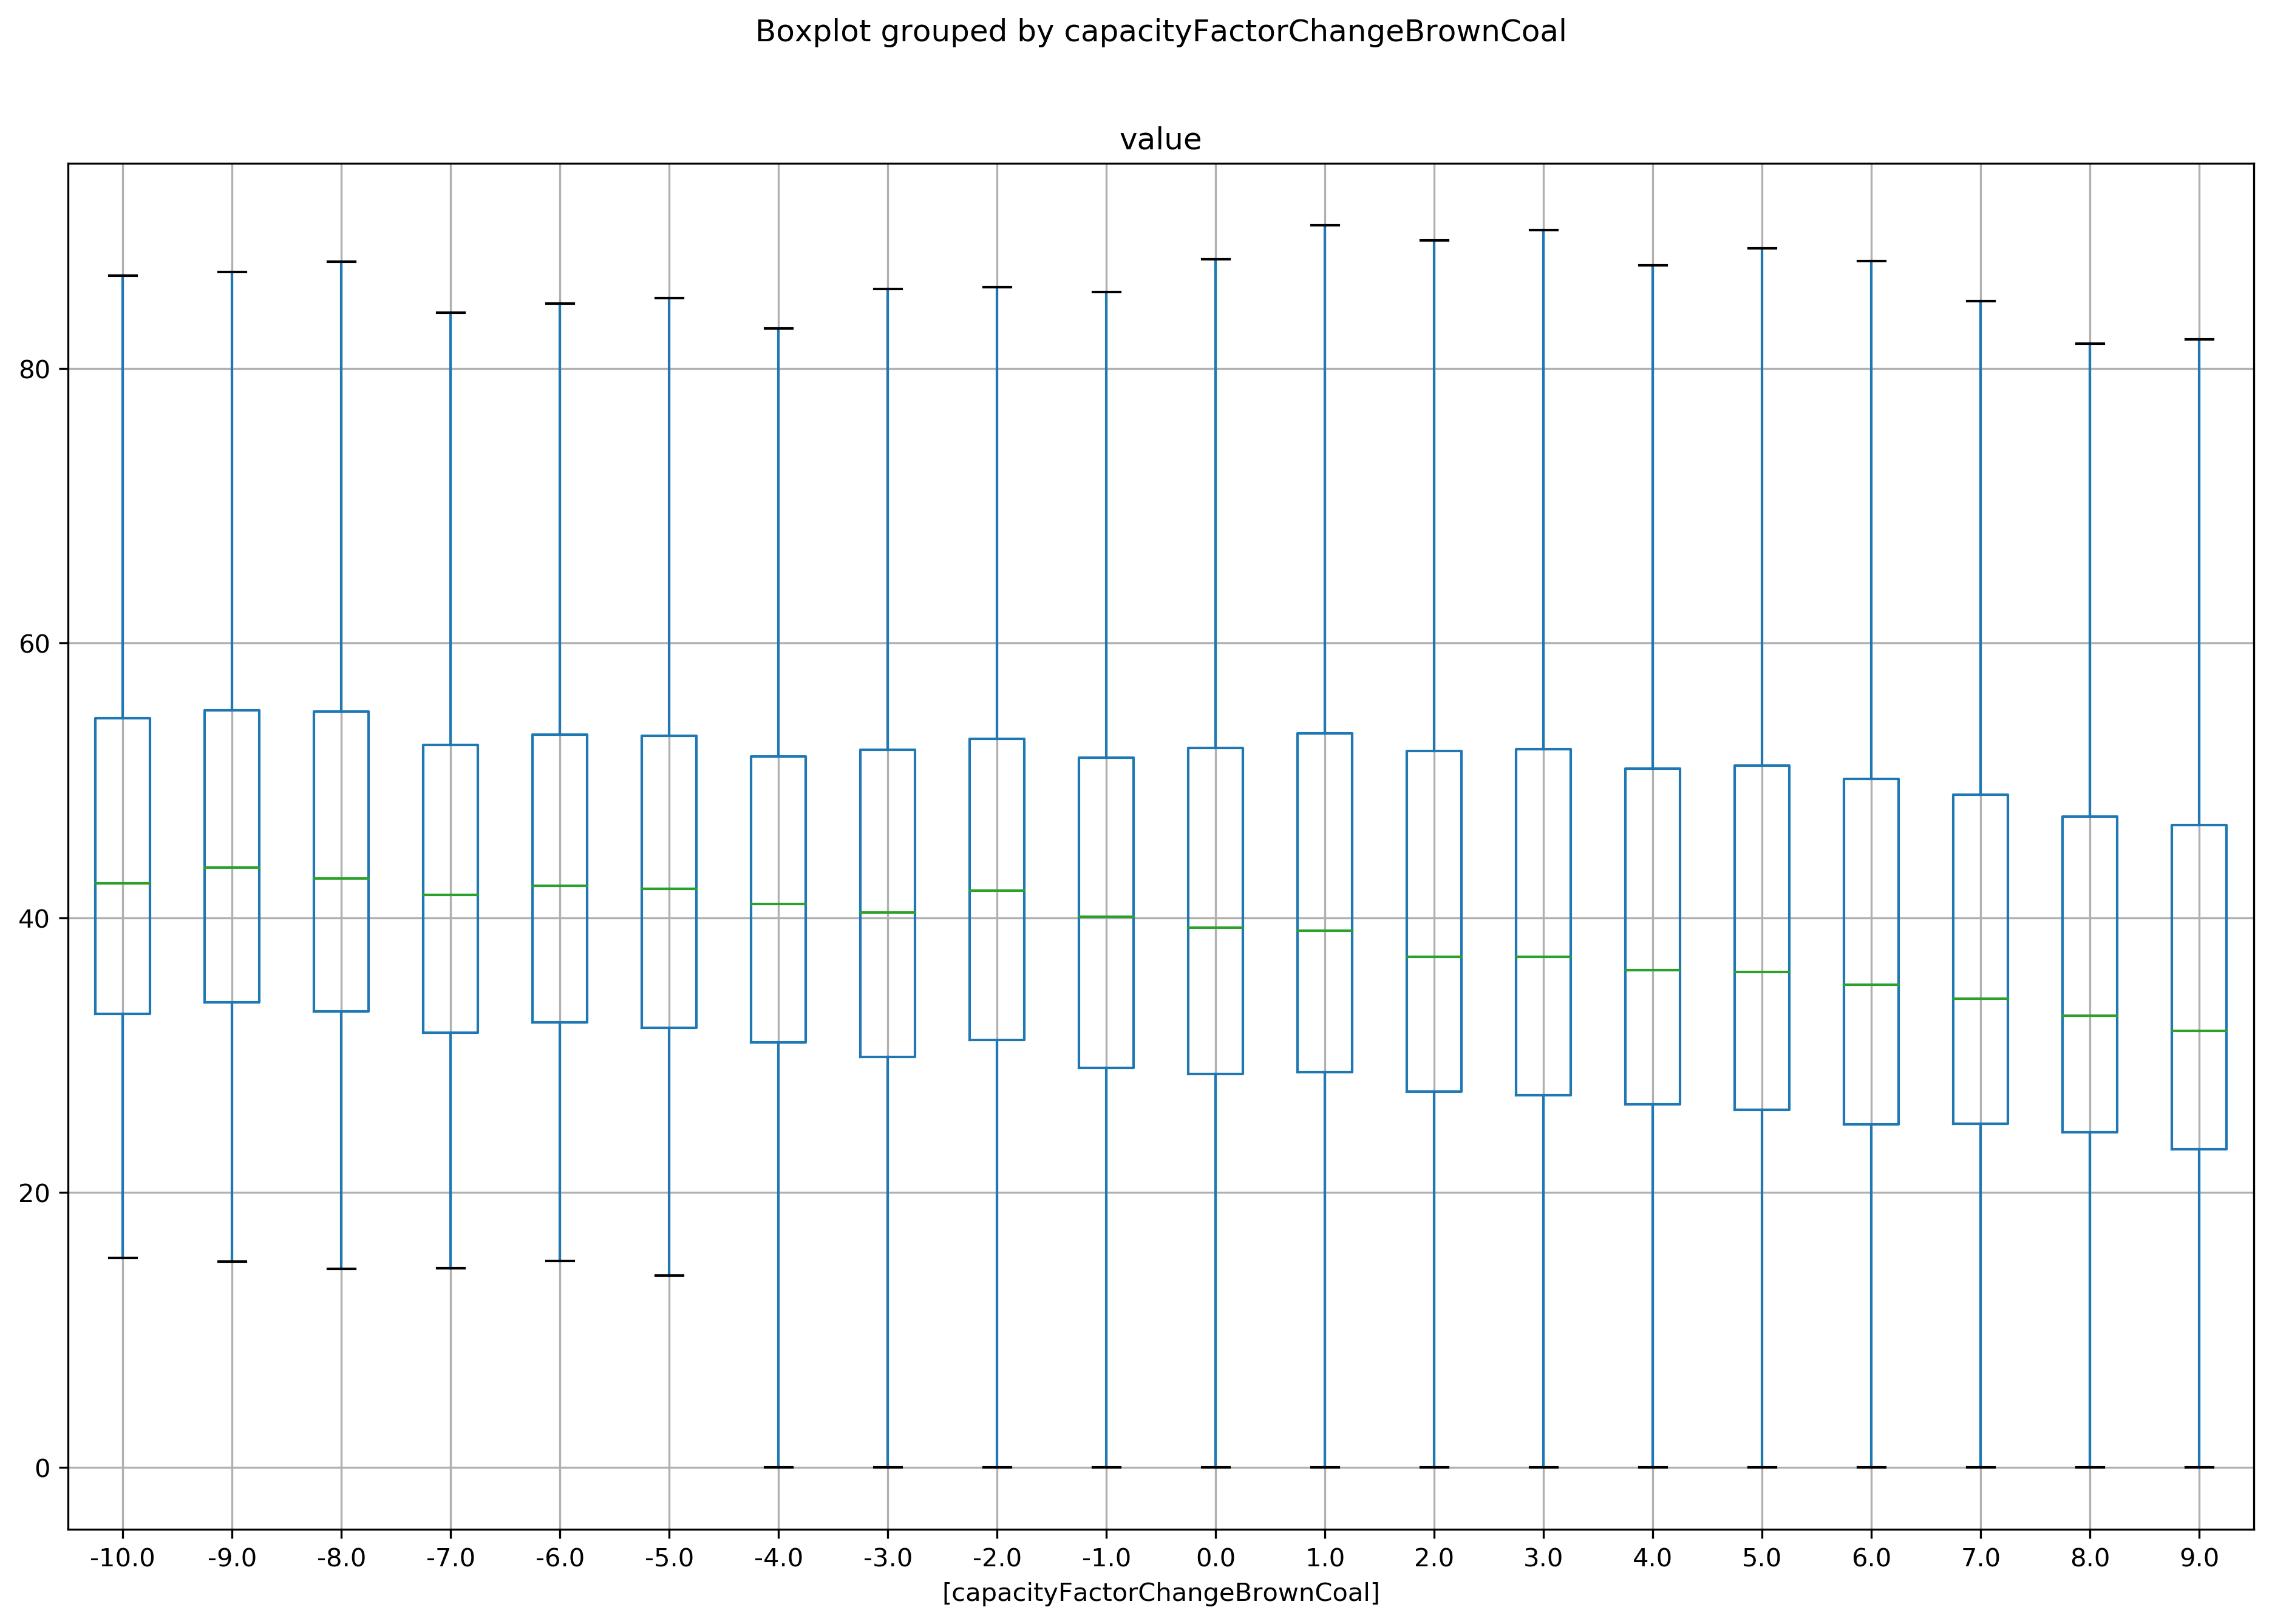 Boxplot grouped by capacityFactorChangeBrownCoal
value
80
60
40
20
0
-10.0 -9.0 -8.0 -7.0 -6.0 -5.0 -4.0 -3.0 -2.0 -1.0 0.0 1.0 2.0 3.0 4.0 5.0 6.0 7.0 8.0 9.0
[capacityFactorChangeBrownCoal]